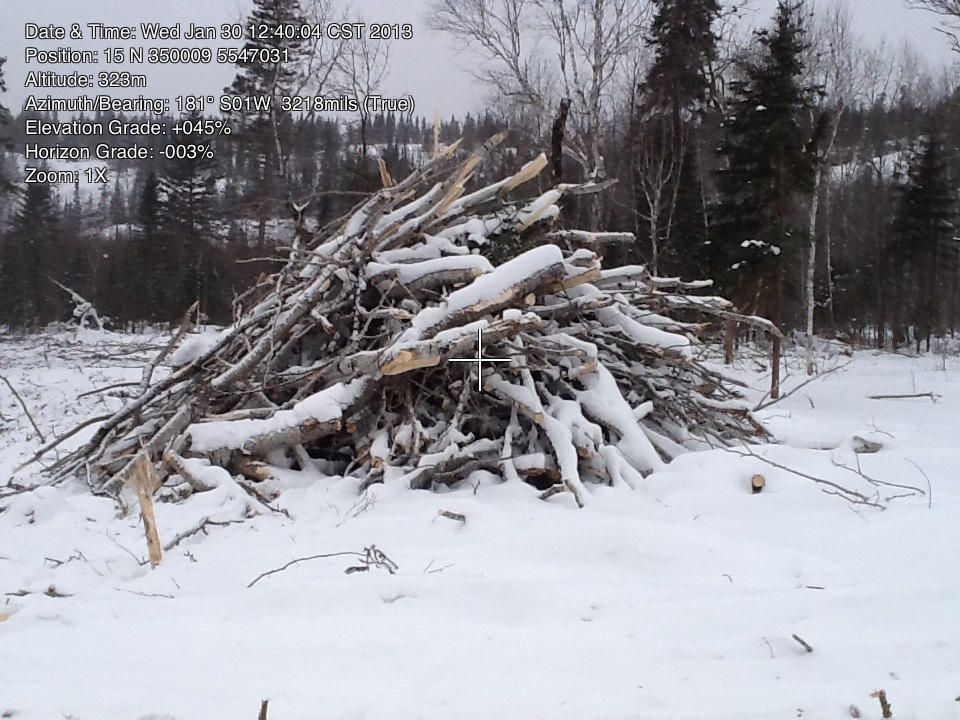 Date & Time: Wed Jan 30 12:40:04 CST 2013
Position: 15 N 350009 5547031
Altitude: 323m
Azimuth/Bearing: 181° S01W 3218mils (True)
Elevation Grade: +045%
Horizon Grade: -003%
Zoom: 1X